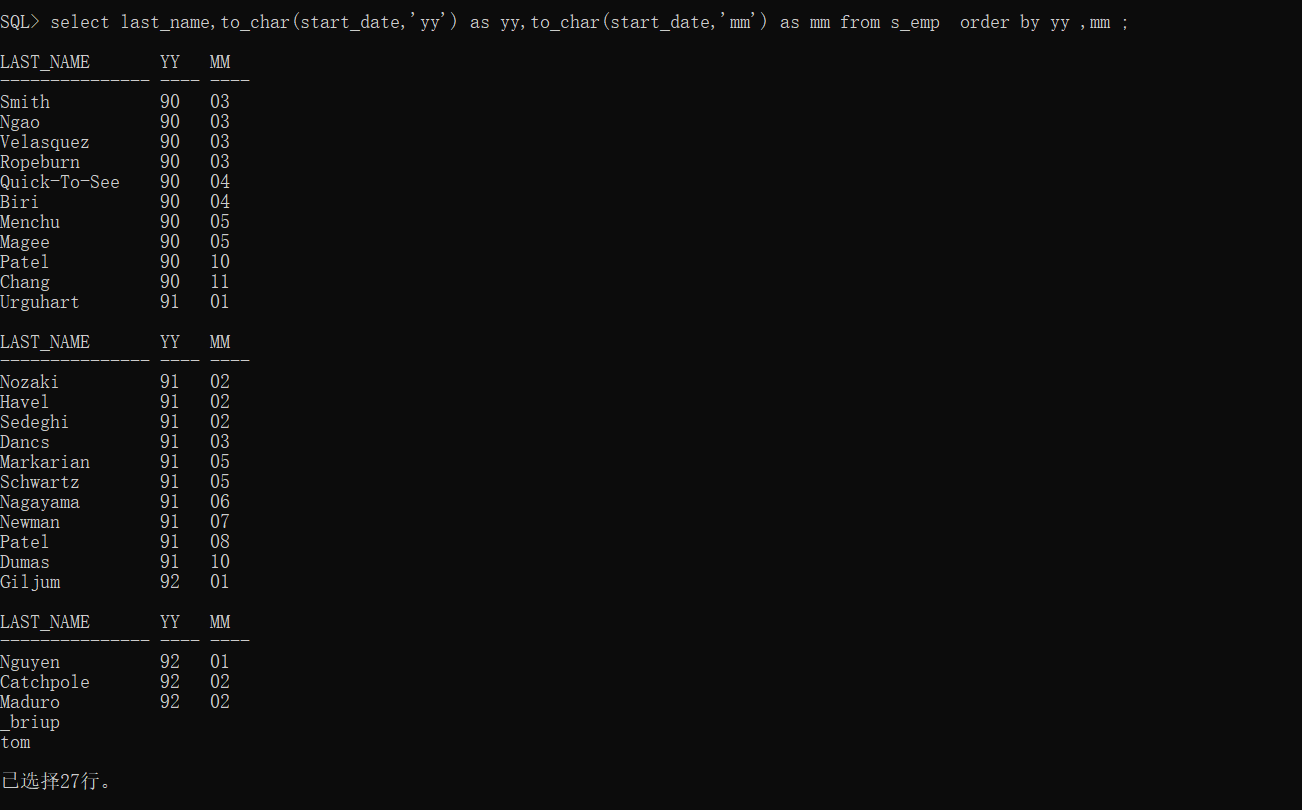 SQL> select last_name,to_char(start_date,'yy') as yy,to_char(start_date,'mm') as mm from s_emp  order by yy ,mm ;
LAST_NAME       YY   MM
--------------- ---- ----
Smith           90   03
Ngao            90   03
Velasquez       90   03
Ropeburn        90   03
Quick-To-See    90   04
Biri            90   04
Menchu          90   05
Magee           90   05
Patel           90   10
Chang           90   11
Urguhart        91   01
LAST_NAME       YY   MM
--------------- ---- ----
Nozaki          91   02
Havel           91   02
Sedeghi         91   02
Dancs           91   03
Markarian       91   05
Schwartz        91   05
Nagayama        91   06
Newman          91   07
Patel           91   08
Dumas           91   10
Giljum          92   01
LAST_NAME       YY   MM
--------------- ---- ----
Nguyen          92   01
Catchpole       92   02
Maduro          92   02
_briup
tom
已选择27行。